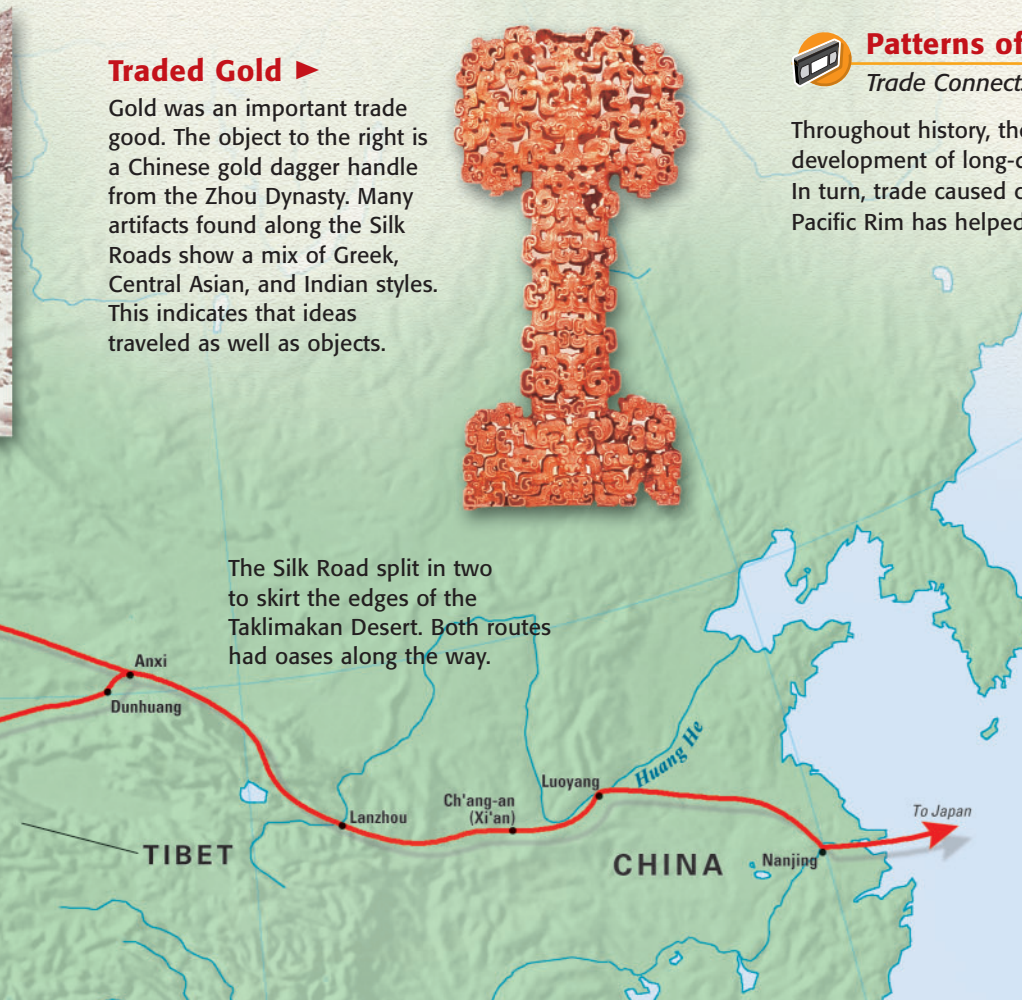 Traded Gold ►
Gold was an important trade
good. The object to the right is
a Chinese gold dagger handle
from the Zhou Dynasty. Many
artifacts found along the Silk
Roads show a mix of Greek,
Central Asian, and Indian styles.
This indicates that ideas
traveled as well as objects.
Patterns of
Trade Connect
Throughout history, the
development of long-
In turn, trade caused
Pacific Rim has helped
The Silk Road split in two
to skirt the edges of the
Taklimakan Desert. Both routes
had oases along the way.
Anxi
Dunhuang
Lanzhou
Ch'ang-an
(Xi'an)
Luoyang
Huang He
TIBET
CHINA
Nanjing
To Japan